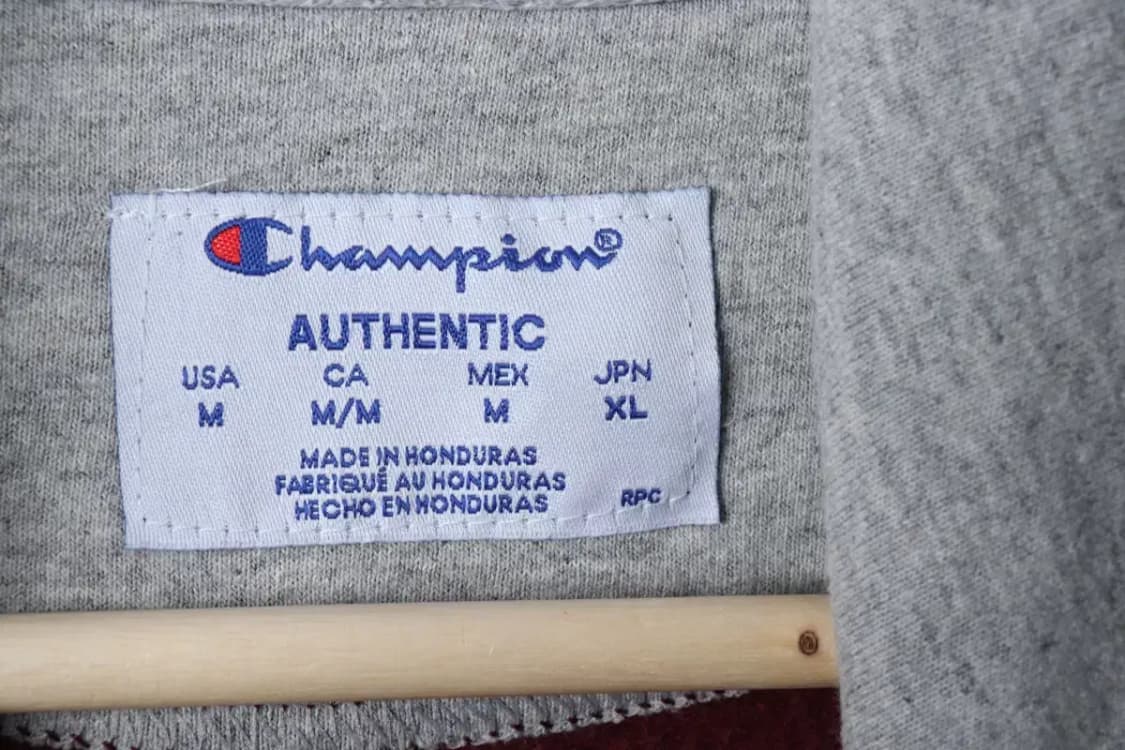 Champion®
AUTHENTIC
USA CA MEX JPN
M M/M M XL
MADE IN HONDURAS
FABRIQUÉ AU HONDURAS
HECHO EN HONDURAS RPC